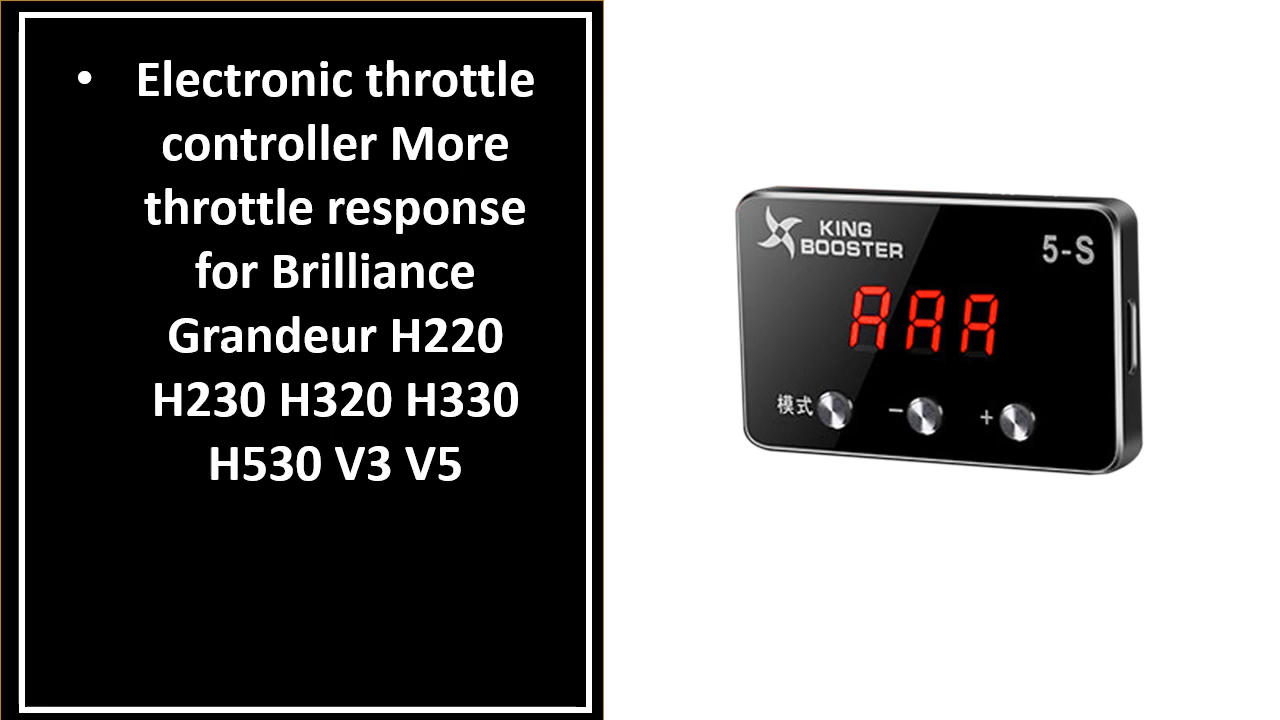 • Electronic throttle
controller More
throttle response
for Brilliance
Grandeur H220
H230 H320 H330
H530 V3 V5
KING
BOOSTER
5-S
AAA
模式 − +